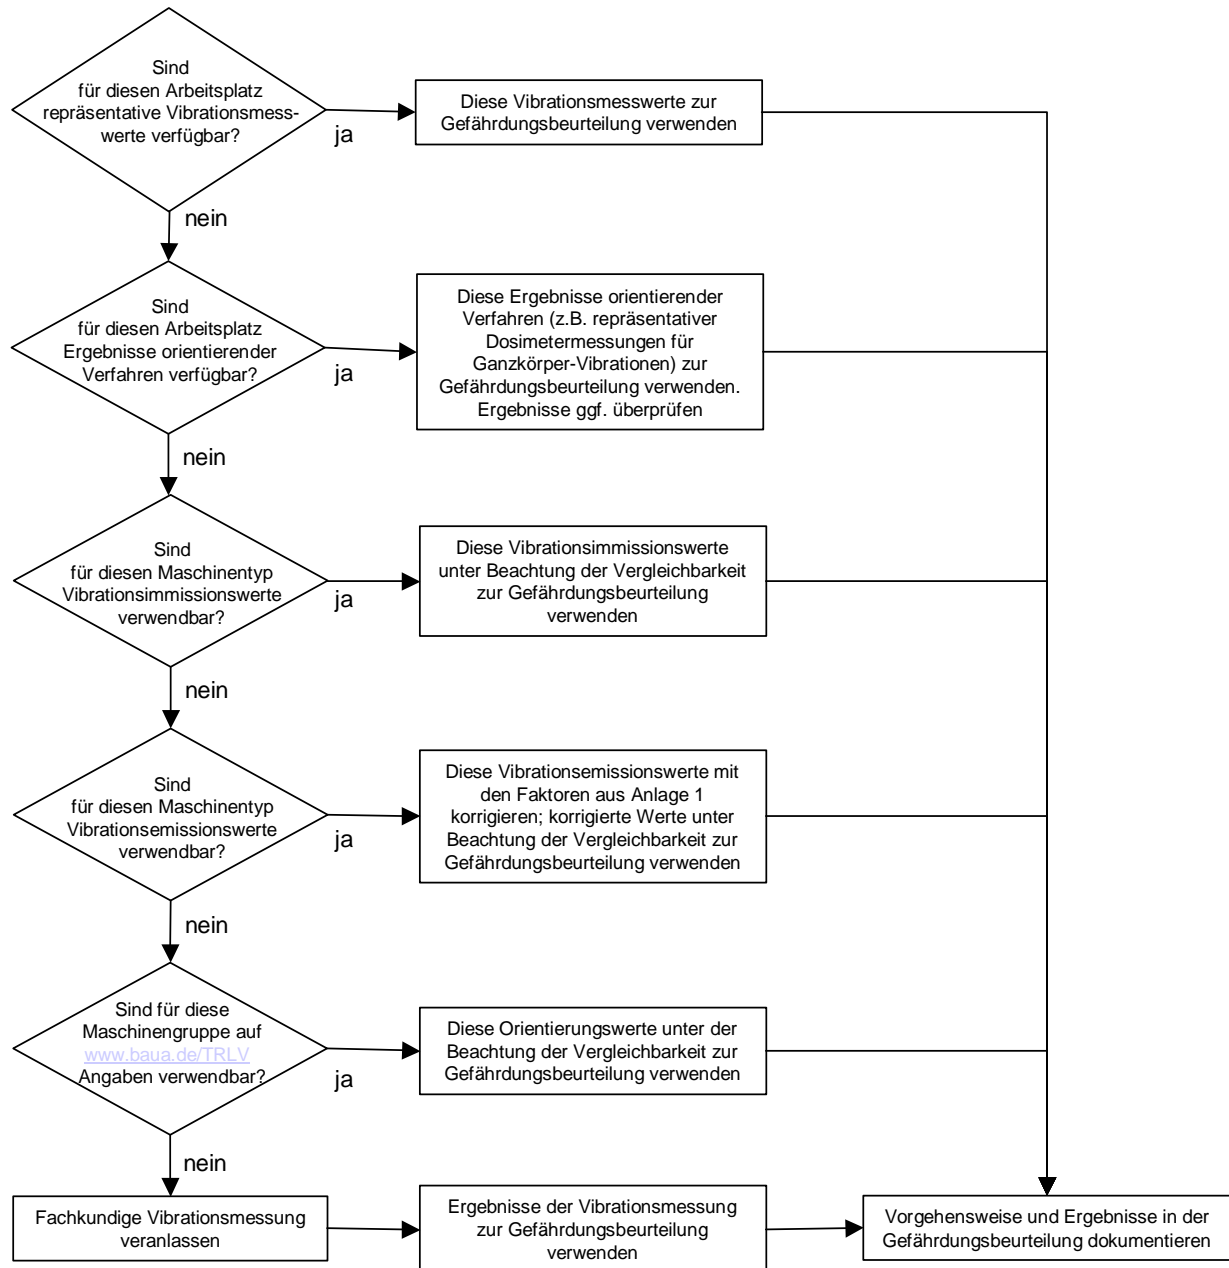 Sind
für diesen Arbeitsplatz
repräsentative Vibrationsmess-
werte verfügbar?
ja
Diese Vibrationsmesswerte zur
Gefährdungsbeurteilung verwenden
nein
Sind
für diesen Arbeitsplatz
Ergebnisse orientierender
Verfahren verfügbar?
ja
Diese Ergebnisse orientierender
Verfahren (z.B. repräsentativer
Dosimetermessungen für
Ganzkörper-Vibrationen) zur
Gefährdungsbeurteilung verwenden.
Ergebnisse ggf. überprüfen
nein
Sind
für diesen Maschinentyp
Vibrationsimmissionswerte
verwendbar?
ja
Diese Vibrationsimmissionswerte
unter Beachtung der Vergleichbarkeit
zur Gefährdungsbeurteilung
verwenden
nein
Sind
für diesen Maschinentyp
Vibrationsemissionswerte
verwendbar?
ja
Diese Vibrationsemissionswerte mit
den Faktoren aus Anlage 1
korrigieren; korrigierte Werte unter
Beachtung der Vergleichbarkeit zur
Gefährdungsbeurteilung verwenden
nein
Sind für diese
Maschinengruppe auf
www.baua.de/TRLV
Angaben verwendbar?
ja
Diese Orientierungswerte unter der
Beachtung der Vergleichbarkeit zur
Gefährdungsbeurteilung verwenden
nein
Fachkundige Vibrationsmessung
veranlassen
Ergebnisse der Vibrationsmessung
zur Gefährdungsbeurteilung
verwenden
Vorgehensweise und Ergebnisse in der
Gefährdungsbeurteilung dokumentieren